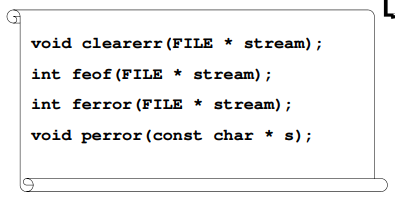 void clearerr(FILE * stream);
int feof(FILE * stream);
int ferror(FILE * stream);
void perror(const char * s);